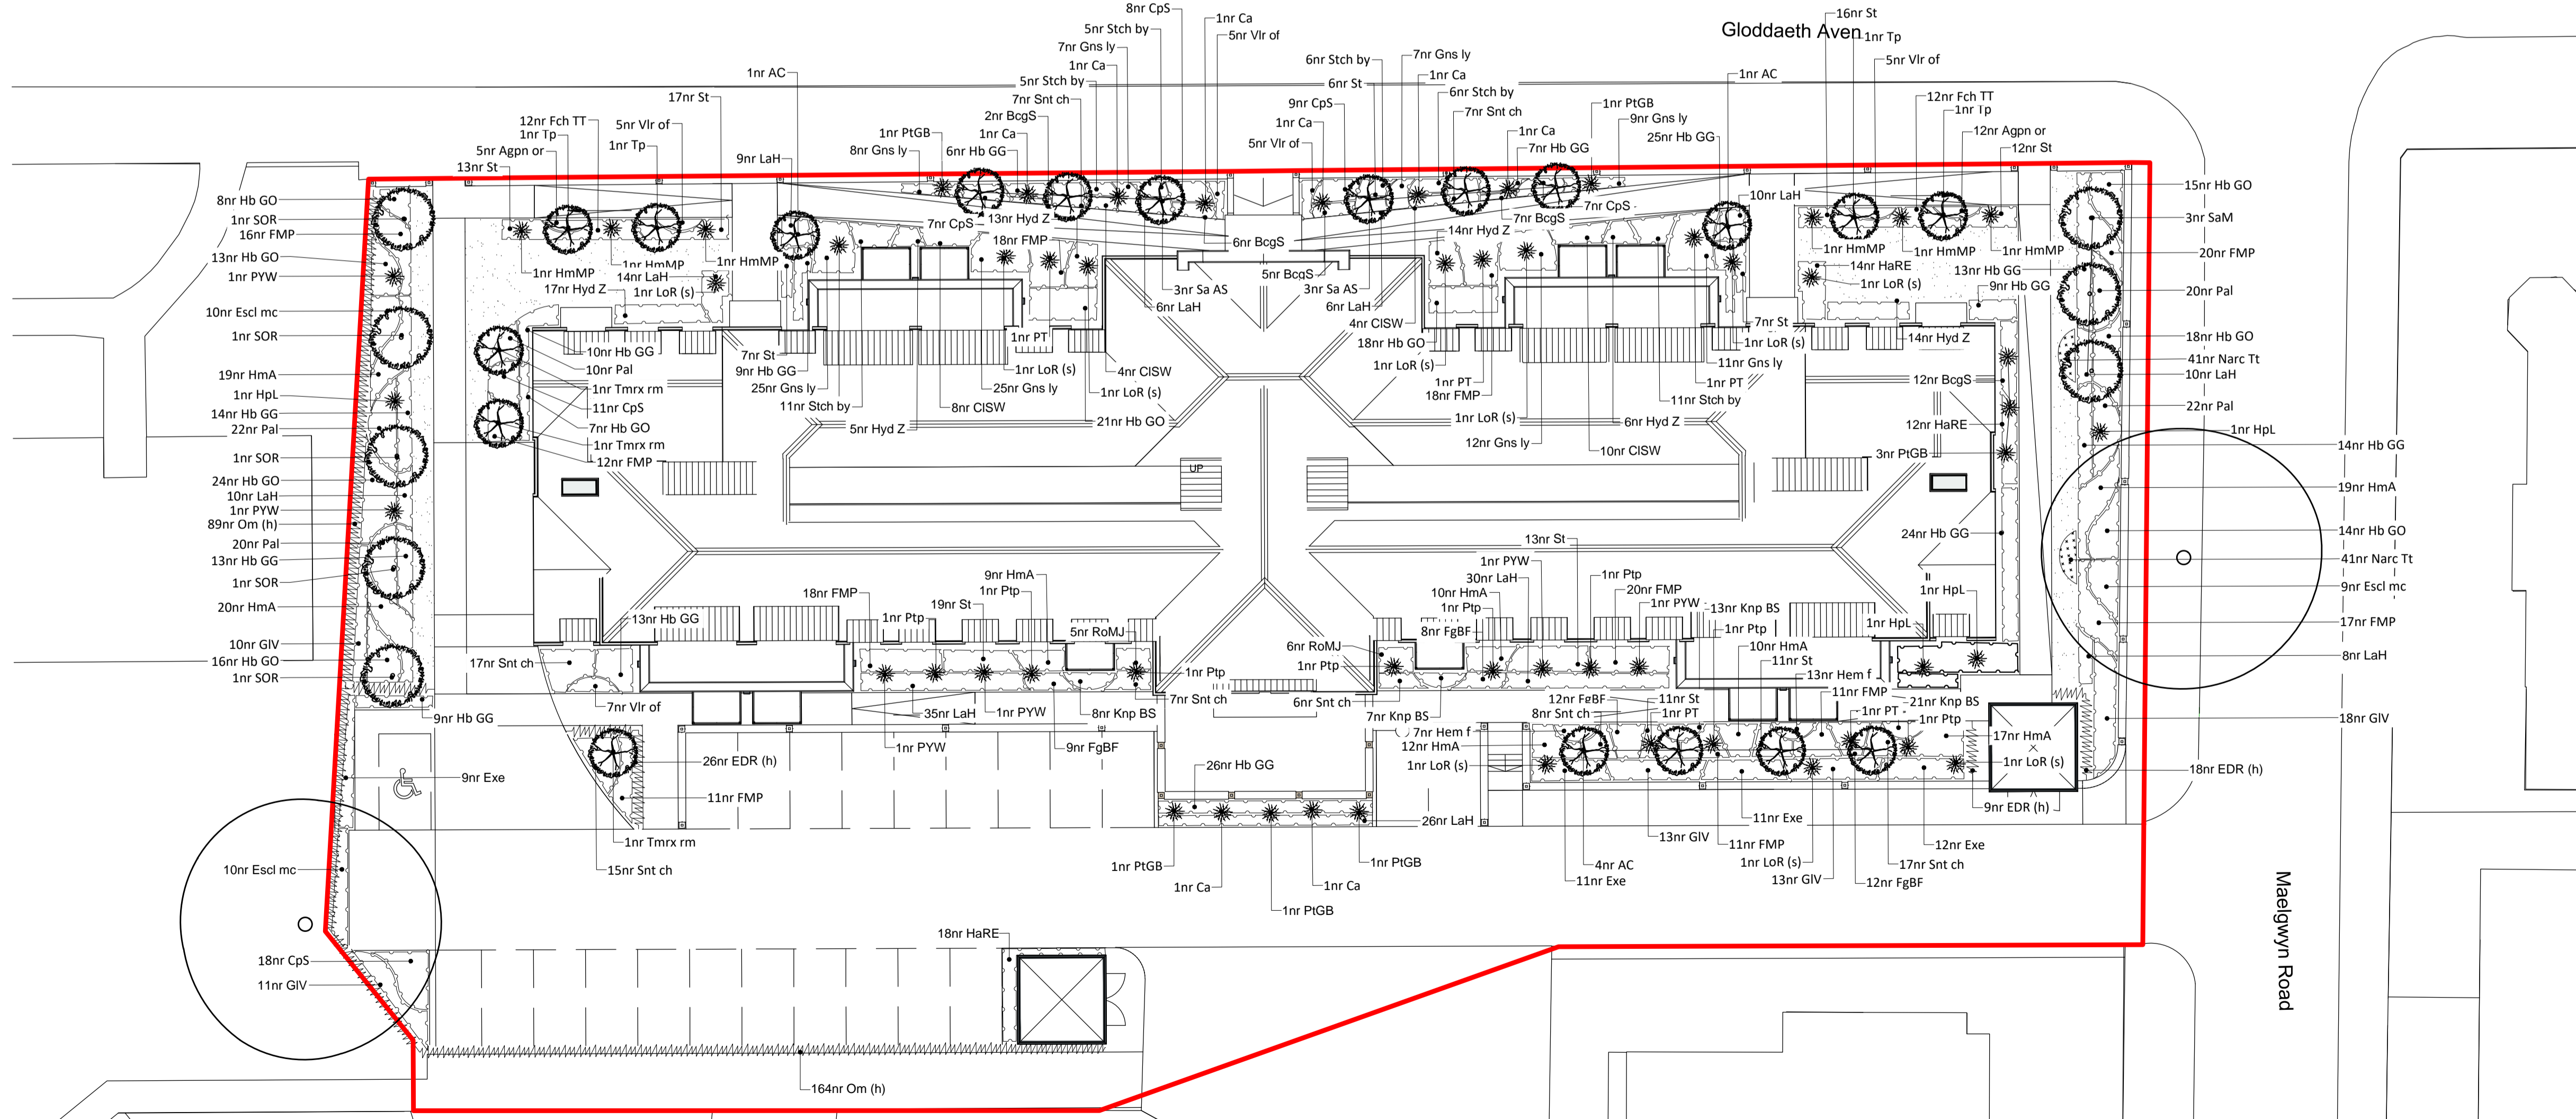 Gloddaeth Aven
8nr CpS
5nr Stch by
7nr Gns ly
1nr Ca
5nr Stch by
7nr Snt ch
2nr BcgS
1nr Ca
6nr Hb GG
1nr PtGB
8nr Gns ly
1nr Ca
5nr Vlr of
1nr AC
17nr St
12nr Fch TT
1nr Tp
5nr Agpn or
13nr St
5nr Vlr of
1nr Tp
9nr LaH
6nr Stch by
6nr St
9nr CpS
1nr Ca
5nr Vlr of
7nr Gns ly
1nr Ca
6nr Stch by
7nr Snt ch
1nr Ca
7nr Hb GG
1nr PtGB
9nr Gns ly
25nr Hb GG
1nr AC
16nr St
1nr Tp
5nr Vlr of
12nr Fch TT
1nr Tp
12nr Agpn or
12nr St
8nr Hb GO
1nr SOR
16nr FMP
13nr Hb GO
1nr PYW
10nr Escl mc
1nr SOR
19nr HmA
1nr HpL
14nr Hb GG
22nr Pal
1nr SOR
24nr Hb GO
10nr LaH
1nr PYW
89nr Om (h)
20nr Pal
13nr Hb GG
1nr SOR
20nr HmA
10nr GlV
16nr Hb GO
1nr SOR
9nr Hb GG
9nr Exe
10nr Escl mc
18nr CpS
11nr GlV
164nr Om (h)
18nr HaRE
1nr HmMP
1nr HmMP
1nr HmMP
14nr LaH
17nr Hyd Z
1nr LoR (s)
7nr CpS
13nr Hyd Z
18nr FMP
6nr BcgS
5nr BcgS
3nr Sa AS
3nr Sa AS
6nr LaH
6nr LaH
4nr ClSW
18nr Hb GO
1nr LoR (s)
1nr PT
18nr FMP
1nr LoR (s)
12nr Gns ly
14nr Hyd Z
7nr BcgS
7nr CpS
10nr LaH
10nr Hb GG
10nr Pal
1nr Tmrx rm
11nr CpS
7nr Hb GO
1nr Tmrx rm
12nr FMP
7nr St
9nr Hb GG
25nr Gns ly
11nr Stch by
5nr Hyd Z
8nr ClSW
1nr PT
1nr LoR (s)
25nr Gns ly
4nr ClSW
1nr LoR (s)
21nr Hb GO
UP
10nr ClSW
6nr Hyd Z
7nr St
1nr LoR (s)
11nr Gns ly
1nr PT
11nr Stch by
1nr HmMP
1nr HmMP
1nr HmMP
14nr HaRE
1nr LoR (s)
13nr Hb GG
9nr Hb GG
14nr Hyd Z
12nr BcgS
12nr HaRE
3nr PtGB
24nr Hb GG
15nr Hb GO
3nr SaM
20nr FMP
20nr Pal
18nr Hb GO
41nr Narc Tt
10nr LaH
22nr Pal
1nr HpL
14nr Hb GG
19nr HmA
14nr Hb GO
41nr Narc Tt
9nr Escl mc
17nr FMP
8nr LaH
18nr GlV
18nr EDR (h)
13nr Hb GG
17nr Snt ch
7nr Vlr of
18nr FMP
1nr Ptp
19nr St
1nr Ptp
9nr HmA
5nr RoMJ
1nr Ptp
7nr Snt ch
35nr LaH
1nr PYW
8nr Knp BS
1nr PYW
9nr FgBF
26nr EDR (h)
11nr FMP
1nr Tmrx rm
15nr Snt ch
13nr St
1nr PYW
30nr LaH
10nr HmA
1nr Ptp
8nr FgBF
6nr RoMJ
1nr Ptp
6nr Snt ch
7nr Knp BS
1nr Ptp
20nr FMP
1nr PYW
13nr Knp BS
1nr Ptp
10nr HmA
11nr St
13nr Hem f
11nr FMP
21nr Knp BS
1nr PT
1nr Ptp
1nr HpL
1nr HpL
12nr FgBF
8nr Snt ch
11nr St
1nr PT
7nr Hem f
12nr HmA
1nr LoR (s)
17nr HmA
1nr LoR (s)
9nr EDR (h)
26nr Hb GG
26nr LaH
1nr PtGB
1nr Ca
1nr PtGB
1nr Ca
1nr PtGB
4nr AC
11nr Exe
13nr GlV
11nr FMP
11nr Exe
1nr LoR (s)
13nr GlV
12nr FgBF
17nr Snt ch
12nr Exe
Maelgwyn Road